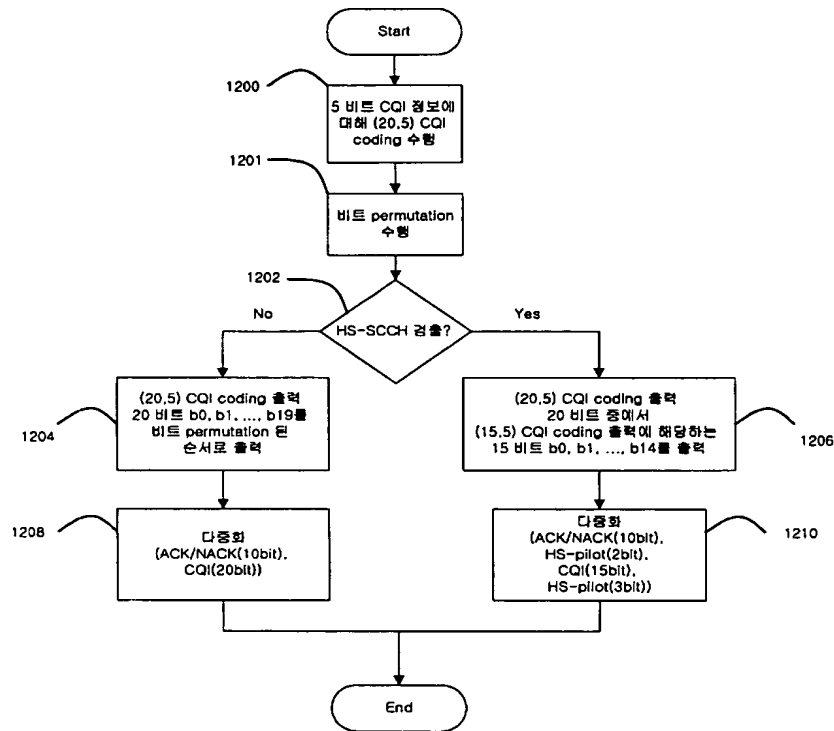 Start
1200
5 비트 CQI 정보에
대해 (20,5) CQI
coding 수행
1201
비트 permutation
수행
1202
HS-SCCH 검출?
No
Yes
(20,5) CQI coding 출력
20 비트 b0, b1, ..., b19를
비트 permutation 된
순서로 출력
1204
(20,5) CQI coding 출력
20 비트 중에서
(15,5) CQI coding 출력에 해당하는
15 비트 b0, b1, ..., b14를 출력
1206
1208
다중화
(ACK/NACK(10bit),
CQI(20bit))
다중화
(ACK/NACK(10bit),
HS-pilot(2bit),
CQI(15bit),
HS-pilot(3bit))
1210
End